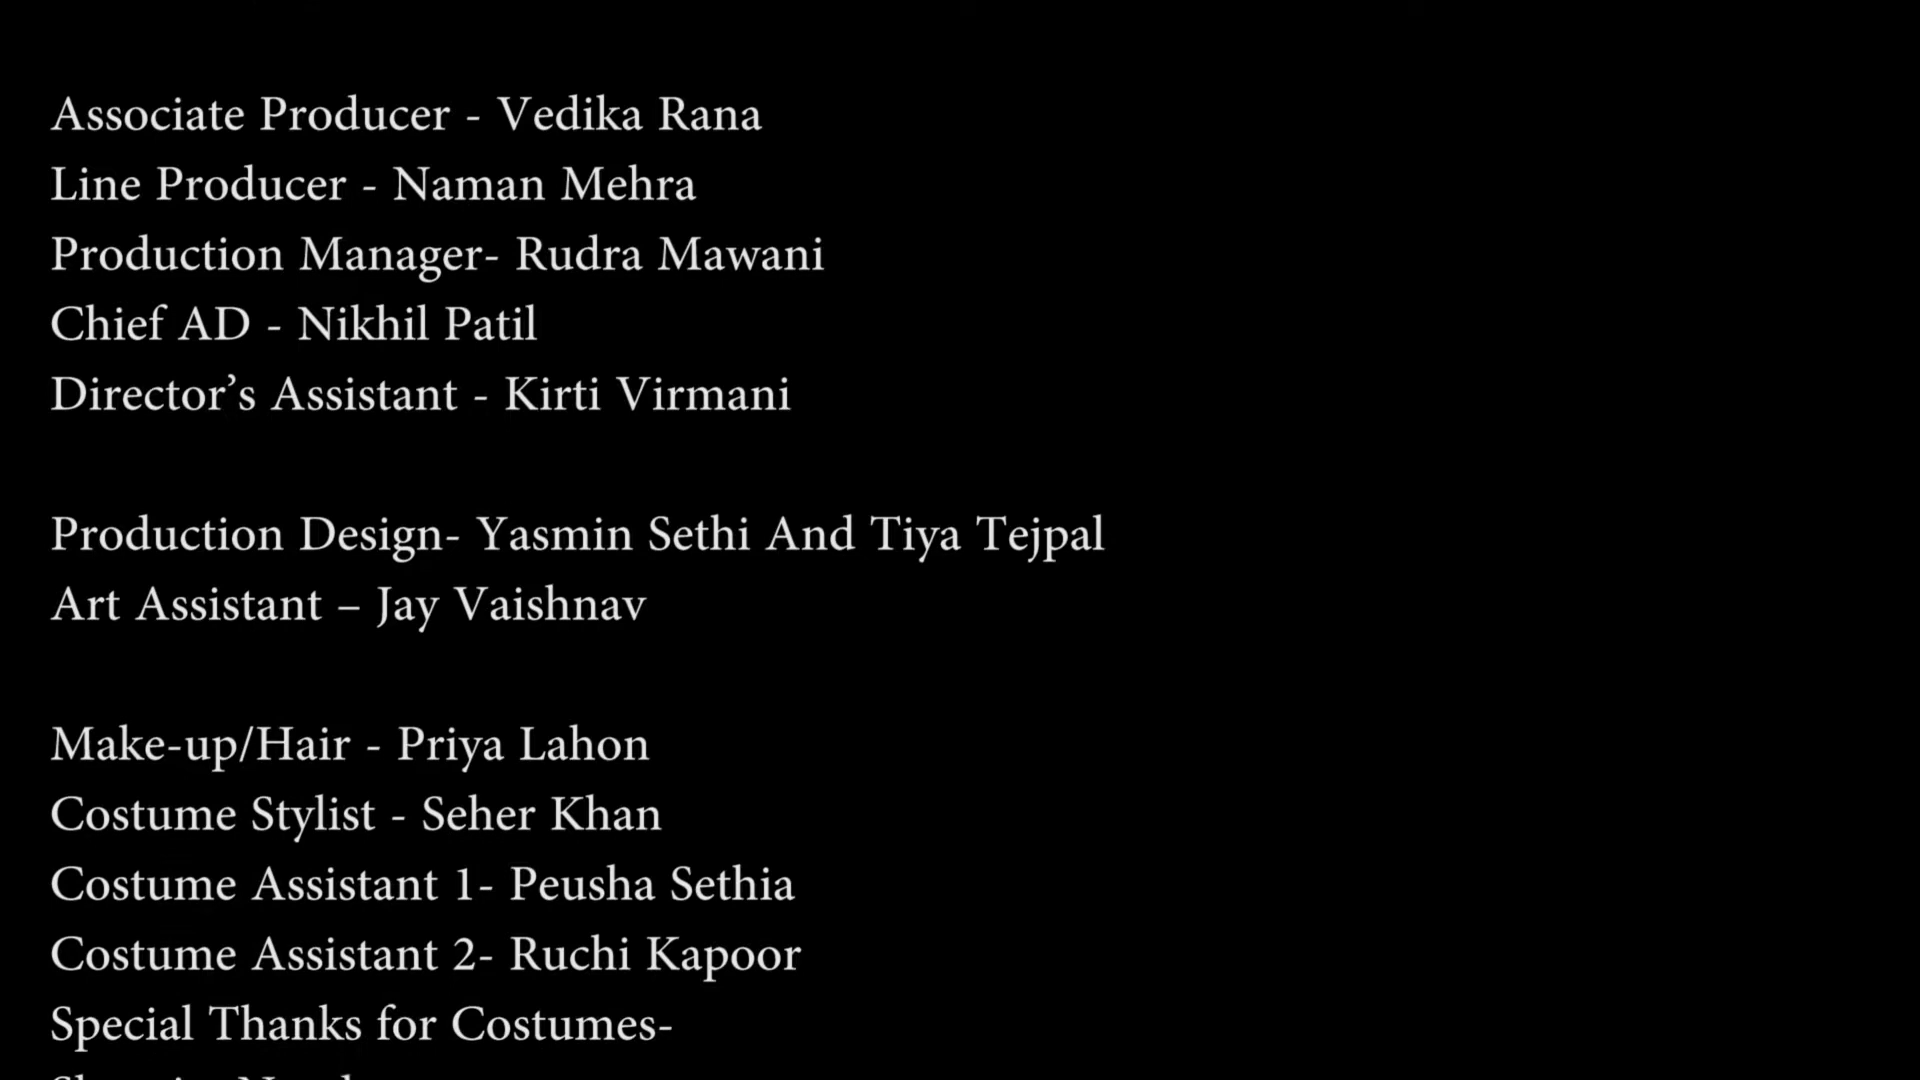 Associate Producer - Vedika Rana
Line Producer - Naman Mehra
Production Manager- Rudra Mawani
Chief AD - Nikhil Patil
Director’s Assistant - Kirti Virmani
Production Design- Yasmin Sethi And Tiya Tejpal
Art Assistant – Jay Vaishnav
Make-up/Hair - Priya Lahon
Costume Stylist - Seher Khan
Costume Assistant 1- Peusha Sethia
Costume Assistant 2- Ruchi Kapoor
Special Thanks for Costumes-